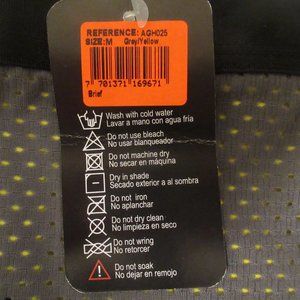 REFERENCE: AGH025
SIZE: M Grey/Yellow
7 701371 169671
Brief
Wash with cold water
Lavar a mano con agua fría
Do not use bleach
No usar blanqueador
Do not machine dry
No secar en máquina
Dry in shade
Secado exterior a al sombra
Do not iron
No aplanchar
Do not dry clean
No limpieza en seco
Do not wring
No retorcer
Do not soak
No dejar en remojo